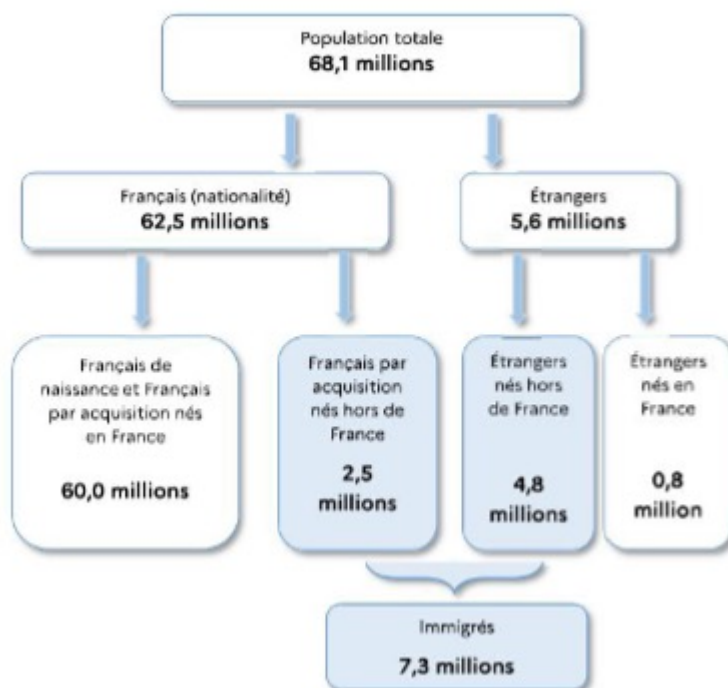 Population totale
68,1 millions
Français (nationalité)
62,5 millions
Étrangers
5,6 millions
Français de
naissance et Français
par acquisition nés
en France
60,0 millions
Français par
acquisition
nés hors de
France
2,5
millions
Étrangers
nés hors
de France
4,8
millions
Étrangers
nés en
France
0,8
million
Immigrés
7,3 millions